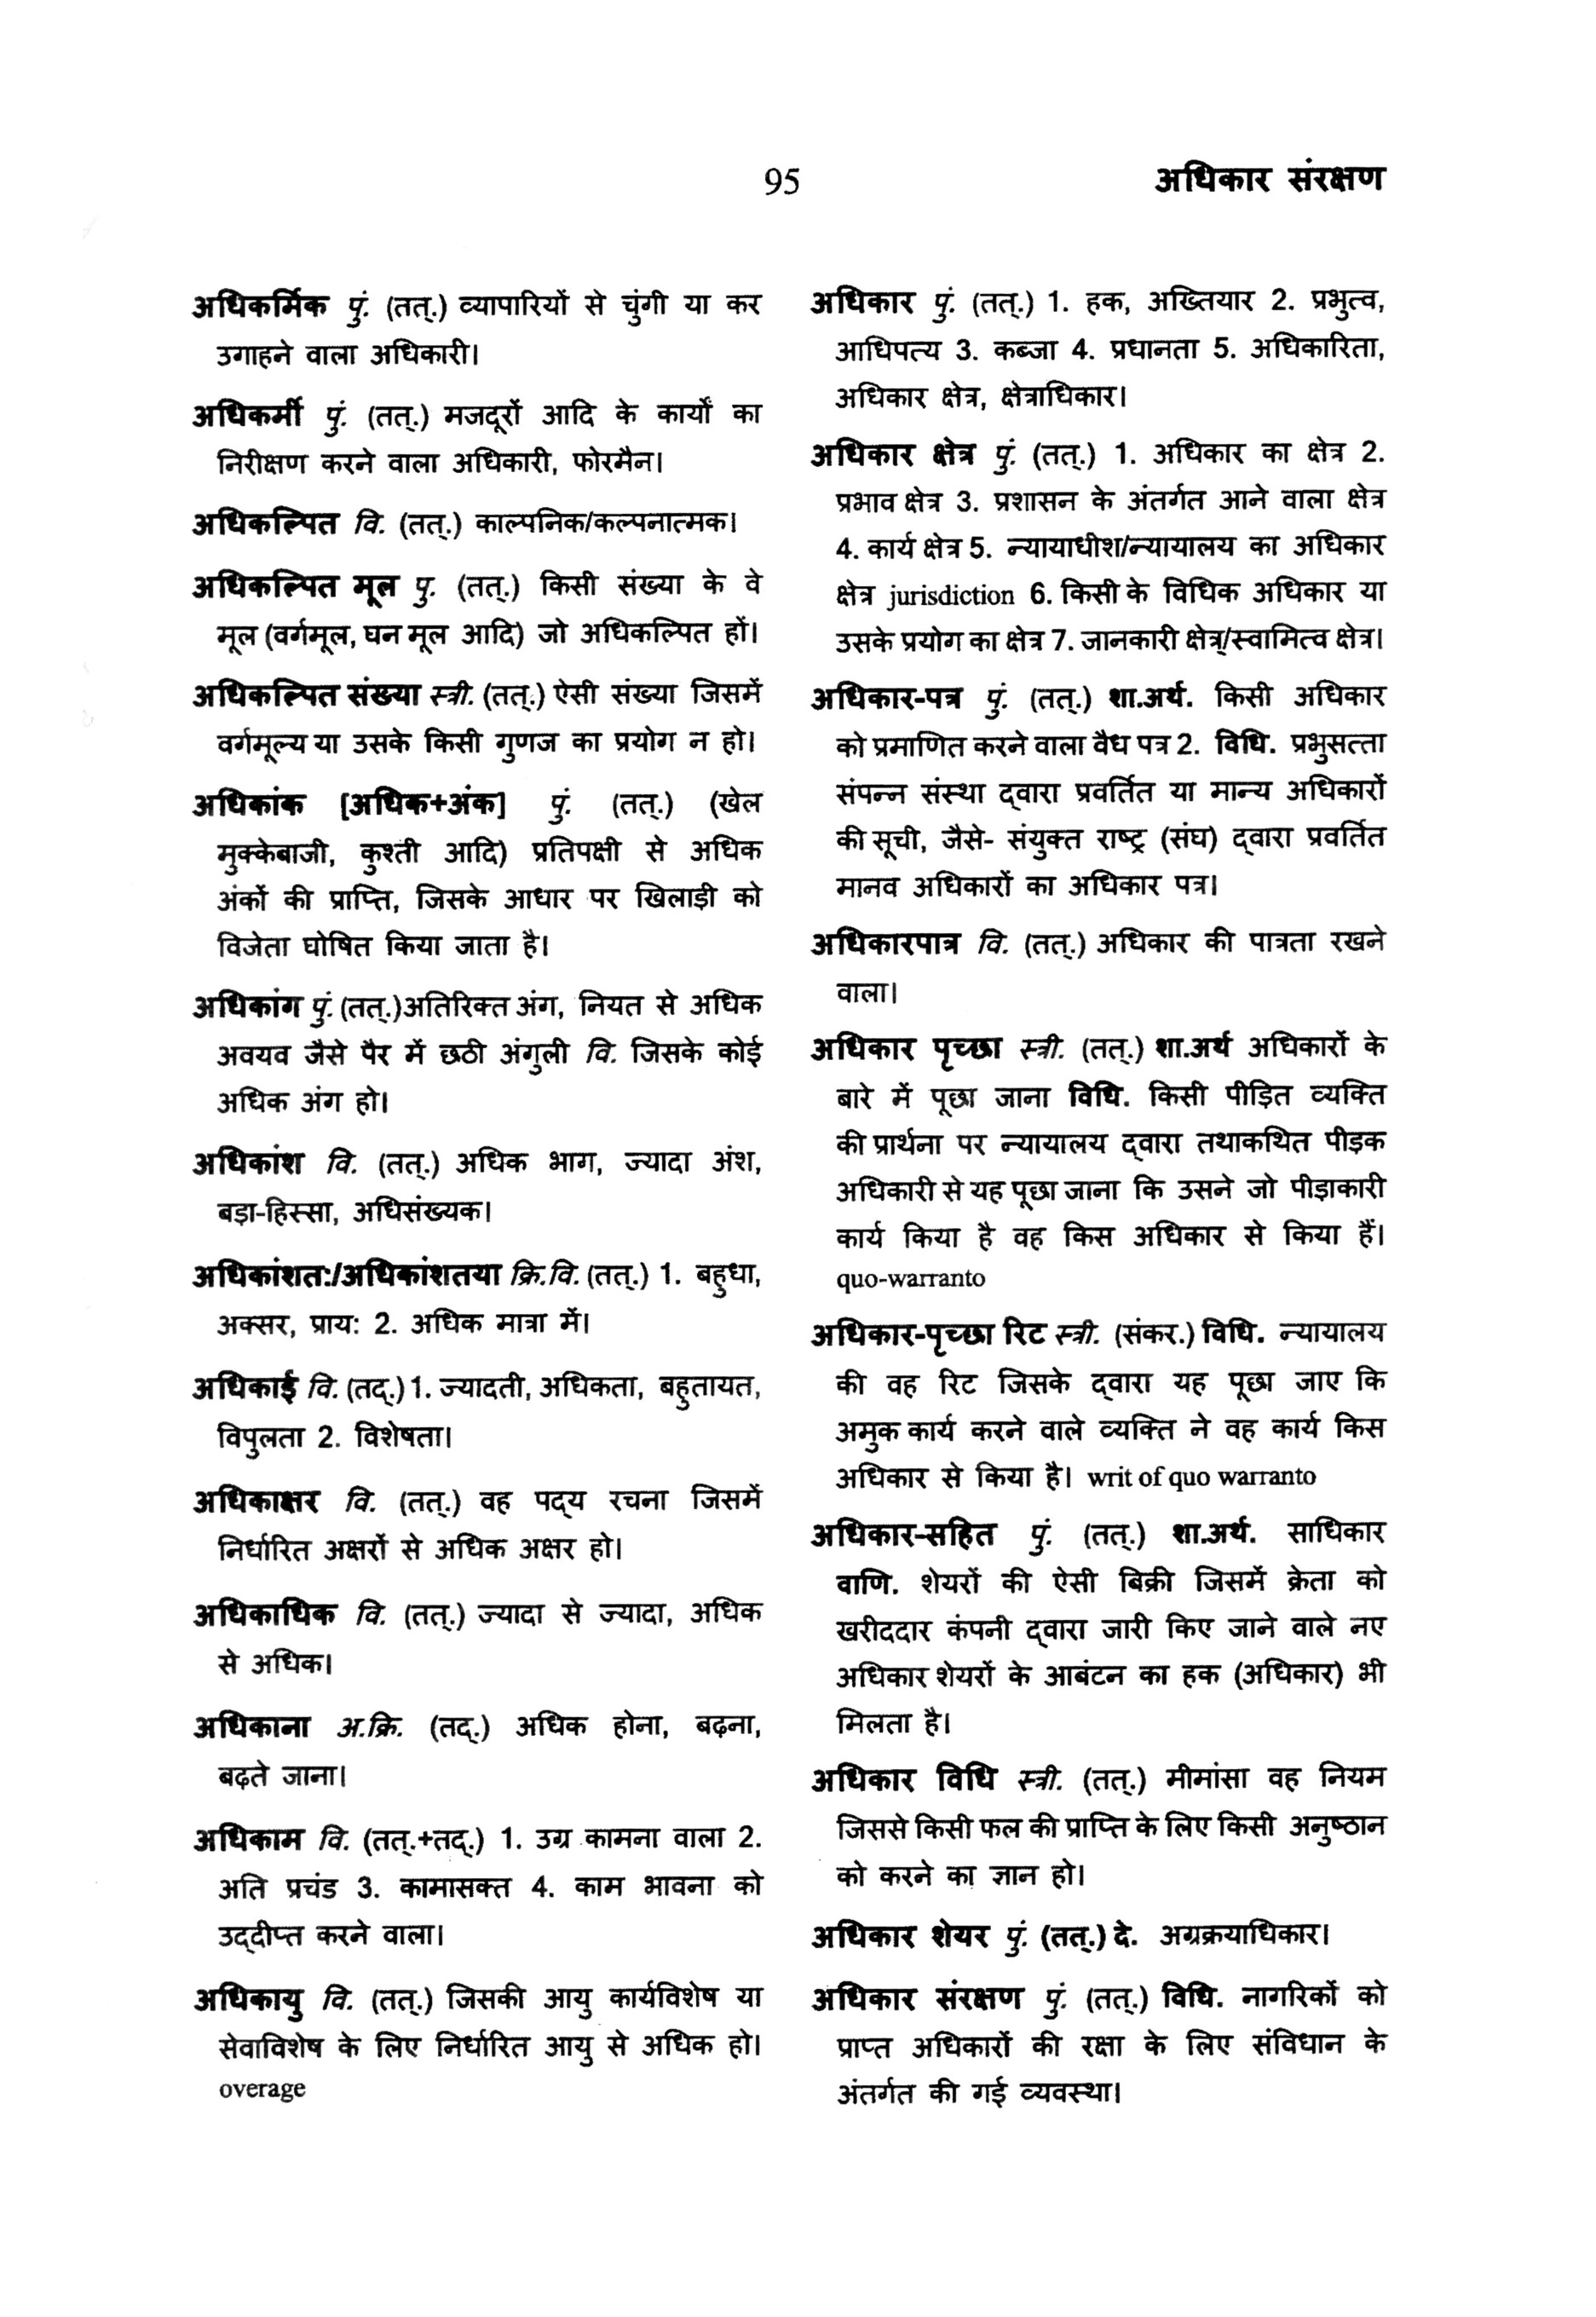 95
अधिकार संरक्षण
अधिकर्मिक पुं. (तत्.) व्यापारियों से चुंगी या कर
उगाहने वाला अधिकारी।
अधिकर्मी पुं. (तत्.) मजदूरों आदि के कार्यों का
निरीक्षण करने वाला अधिकारी, फोरमैन।
अधिकल्पित वि. (तत्.) काल्पनिक/कल्पनात्मक।
अधिकल्पित मूल पु. (तत्.) किसी संख्या के वे
मूल (वर्गमूल, घन मूल आदि) जो अधिकल्पित हों।
अधिकल्पित संख्या स्त्री. (तत्.) ऐसी संख्या जिसमें
वर्गमूल्य या उसके किसी गुणज का प्रयोग न हो।
अधिकांक [अधिक+अंक] पुं. (तत्.) (खेल
मुक्केबाजी, कुश्ती आदि) प्रतिपक्षी से अधिक
अंकों की प्राप्ति, जिसके आधार पर खिलाड़ी को
विजेता घोषित किया जाता है।
अधिकांग पुं. (तत्.)अतिरिक्त अंग, नियत से अधिक
अवयव जैसे पैर में छठी अंगुली वि. जिसके कोई
अधिक अंग हो।
अधिकांश वि. (तत्.) अधिक भाग, ज्यादा अंश,
बड़ा-हिस्सा, अधिसंख्यक।
अधिकांशत:/अधिकांशतया क्रि.वि. (तत्.) 1. बहुधा,
अक्सर, प्राय: 2. अधिक मात्रा में।
अधिकाई वि. (तद्.) 1. ज्यादती, अधिकता, बहुतायत,
विपुलता 2. विशेषता।
अधिकाक्षर वि. (तत्.) वह पद्य रचना जिसमें
निर्धारित अक्षरों से अधिक अक्षर हो।
अधिकाधिक वि. (तत्.) ज्यादा से ज्यादा, अधिक
से अधिक।
अधिकाना अ.क्रि. (तद्.) अधिक होना, बढ़ना,
बढ़ते जाना।
अधिकाम वि. (तत्.+तद्.) 1. उग्र कामना वाला 2.
अति प्रचंड 3. कामासक्त 4. काम भावना को
उद्दीप्त करने वाला।
अधिकायु वि. (तत्.) जिसकी आयु कार्यविशेष या
सेवाविशेष के लिए निर्धारित आयु से अधिक हो।
overage
अधिकार पुं. (तत्.) 1. हक, अख्तियार 2. प्रभुत्व,
आधिपत्य 3. कब्जा 4. प्रधानता 5. अधिकारिता,
अधिकार क्षेत्र, क्षेत्राधिकार।
अधिकार क्षेत्र पुं. (तत्.) 1. अधिकार का क्षेत्र 2.
प्रभाव क्षेत्र 3. प्रशासन के अंतर्गत आने वाला क्षेत्र
4. कार्य क्षेत्र 5. न्यायाधीश/न्यायालय का अधिकार
क्षेत्र jurisdiction 6. किसी के विधिक अधिकार या
उसके प्रयोग का क्षेत्र 7. जानकारी क्षेत्र/स्वामित्व क्षेत्र।
अधिकार-पत्र पुं. (तत्.) शा.अर्थ. किसी अधिकार
को प्रमाणित करने वाला वैध पत्र 2. विधि. प्रभुसत्ता
संपन्न संस्था द्वारा प्रवर्तित या मान्य अधिकारों
की सूची, जैसे- संयुक्त राष्ट्र (संघ) द्वारा प्रवर्तित
मानव अधिकारों का अधिकार पत्र।
अधिकारपात्र वि. (तत्.) अधिकार की पात्रता रखने
वाला।
अधिकार पृच्छा स्त्री. (तत्.) शा.अर्थ अधिकारों के
बारे में पूछा जाना विधि. किसी पीड़ित व्यक्ति
की प्रार्थना पर न्यायालय द्वारा तथाकथित पीड़क
अधिकारी से यह पूछा जाना कि उसने जो पीड़ाकारी
कार्य किया है वह किस अधिकार से किया हैं।
quo-warranto
अधिकार-पृच्छा रिट स्त्री. (संकर.) विधि. न्यायालय
की वह रिट जिसके द्वारा यह पूछा जाए कि
अमुक कार्य करने वाले व्यक्ति ने वह कार्य किस
अधिकार से किया है। writ of quo warranto
अधिकार-सहित पुं. (तत्.) शा.अर्थ. साधिकार
वाणि. शेयरों की ऐसी बिक्री जिसमें क्रेता को
खरीददार कंपनी द्वारा जारी किए जाने वाले नए
अधिकार शेयरों के आबंटन का हक (अधिकार) भी
मिलता है।
अधिकार विधि स्त्री. (तत्.) मीमांसा वह नियम
जिससे किसी फल की प्राप्ति के लिए किसी अनुष्ठान
को करने का ज्ञान हो।
अधिकार शेयर पुं. (तत्.) दे. अग्रक्रयाधिकार।
अधिकार संरक्षण पुं. (तत्.) विधि. नागरिकों को
प्राप्त अधिकारों की रक्षा के लिए संविधान के
अंतर्गत की गई व्यवस्था।